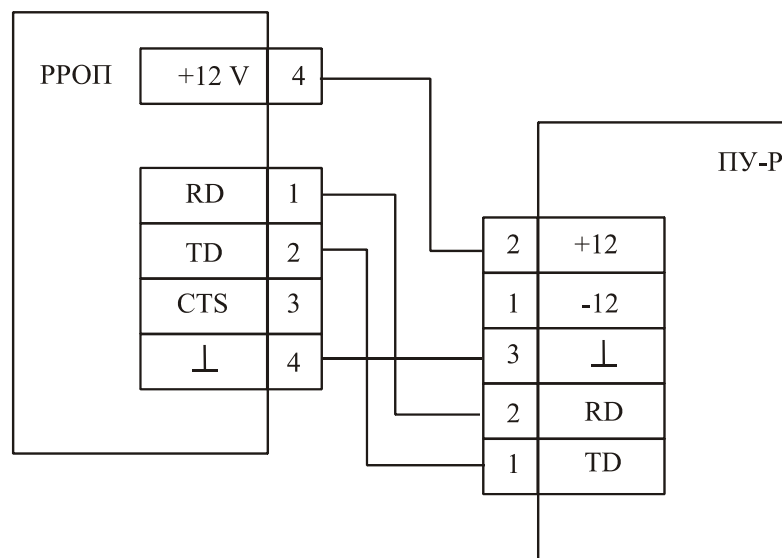 РРОП
+12 V 4
RD 1
TD 2
CTS 3
⊥ 4
ПУ-Р
2 +12
1 -12
3 ⊥
2 RD
1 TD